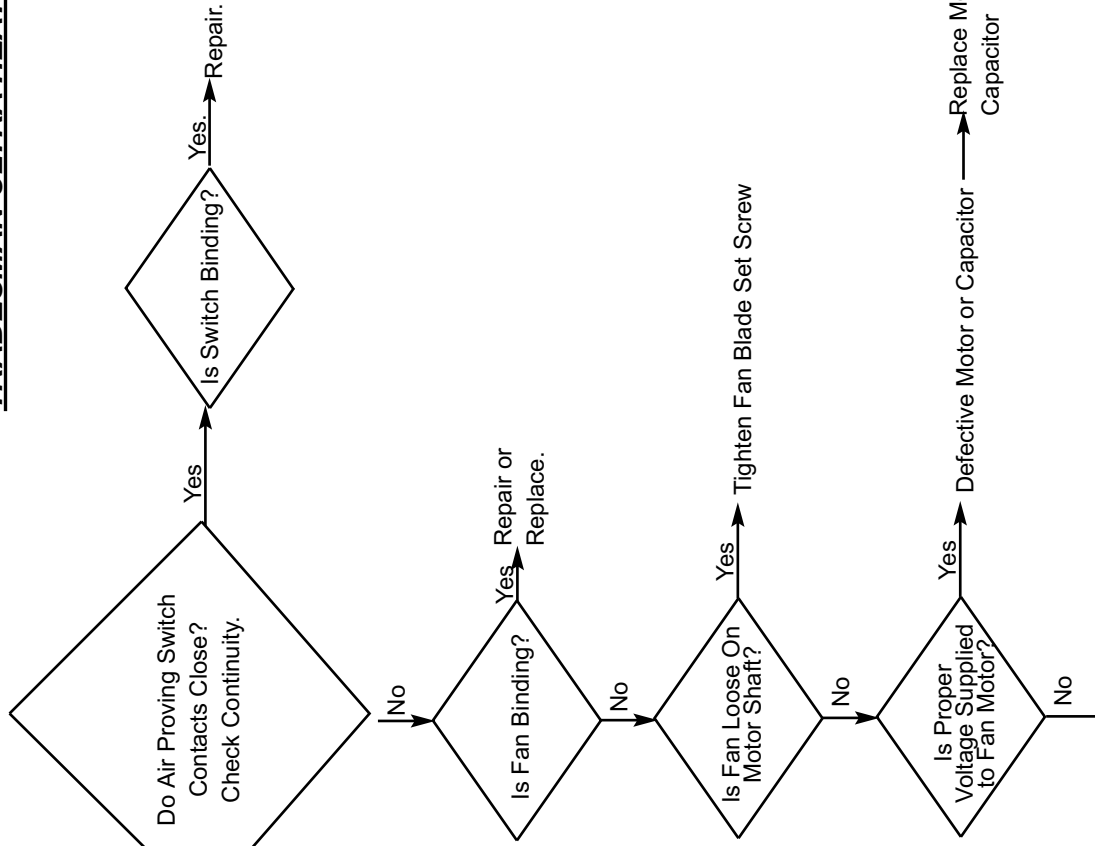 Do Air Proving Switch
Contacts Close?
Check Continuity.
Yes
Is Switch Binding?
Yes.
Repair.
No
Is Fan Binding?
Yes
Repair or
Replace.
No
Is Fan Loose On
Motor Shaft?
Yes
Tighten Fan Blade Set Screw
No
Is Proper
Voltage Supplied
to Fan Motor?
Yes
Defective Motor or Capacitor
Replace M
Capacitor
No